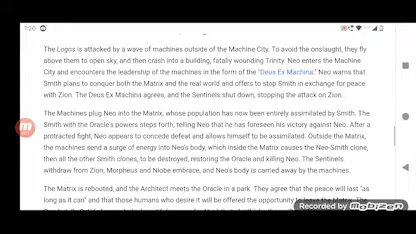 7:20
The Logos is attacked by a wave of machines outside of the Machine City. To avoid the onslaught, they fly
above them to open sky, and then crash into a building, fatally wounding Trinity. Neo enters the Machine
City and encounters the leadership of the machines in the form of the "Deus Ex Machina." Neo warns that
Smith plans to conquer both the Matrix and the real world and offers to stop Smith in exchange for peace
with Zion. The Deus Ex Machina agrees, and the Sentinels shut down, stopping the attack on Zion.
The Machines plug Neo into the Matrix, whose population has now been entirely assimilated by Smith. The
Smith with the Oracle's powers steps forth, telling Neo that he has foreseen his victory against Neo. After a
protracted fight, Neo appears to concede defeat and allows himself to be assimilated. Outside the Matrix,
the machines send a surge of energy into Neo's body, which inside the Matrix causes the Neo-Smith clone,
then all the other Smith clones, to be destroyed, restoring the Oracle and killing Neo. The Sentinels
withdraw from Zion, Morpheus and Niobe embrace, and Neo's body is carried away by the machines.
The Matrix is rebooted, and the Architect meets the Oracle in a park. They agree that the peace will last "as
long as it can" and that those humans who desire it will be offered the opportunity to leave the Matrix. The
Recorded by MOBIZEN